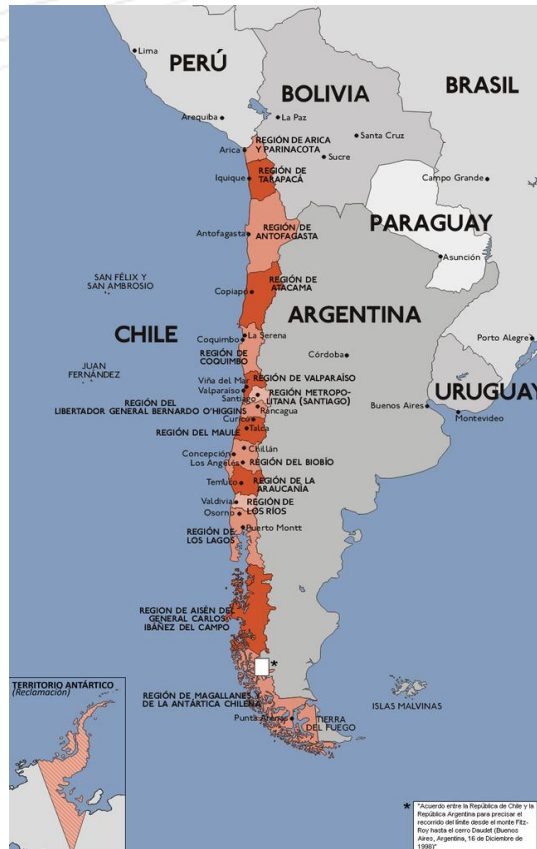 Lima
PERÚ
BRASIL
BOLIVIA
Arequiba
La Paz
Santa Cruz
REGIÓN DE ARICA
Y PARINACOTA
Arica
Sucre
REGIÓN DE
TARAPACÁ
Iquique
Campo Grande
PARAGUAY
REGIÓN DE
ANTOFAGASTA
Antofagasta
Asunción
SAN FÉLIX Y
SAN AMBROSIO
REGIÓN DE
ATACAMA
Copiapó
ARGENTINA
CHILE
La Serena
Coquimbo
Porto Alegre
REGIÓN DE
COQUIMBO
Córdoba
JUAN
FERNÁNDEZ
Viña del Mar
REGIÓN DE VALPARAÍSO
Valparaíso
Santiago
REGIÓN METROPO-
LITANA (SANTIAGO)
URUGUAY
REGIÓN DEL
LIBERTADOR GENERAL BERNARDO O'HIGGINS
Rancagua
Buenos Aires
Montevideo
Curicó
Talca
REGIÓN DEL MAULE
Chillán
Concepción
Los Angeles
REGIÓN DEL BIOBÍO
Temuco
REGIÓN DE LA
ARAUCANÍA
Valdivia
REGIÓN DE
LOS RÍOS
Osorno
Puerto Montt
REGIÓN DE
LOS LAGOS
REGION DE AISÉN DEL
GENERAL CARLOS
IBÁÑEZ DEL CAMPO
*
TERRITORIO ANTÁRTICO
(Reclamación)
REGIÓN DE MAGALLANES Y
DE LA ANTÁRTICA CHILENA
ISLAS MALVINAS
Punta Arenas
TIERRA
DEL FUEGO
* "Acuerdo entre la República de Chile y la
República Argentina para precisar el
recorrido del límite desde el monte Fitz-
Roy hasta el cerro Daudet (Buenos
Aires, Argentina, 16 de Diciembre de
1998)"